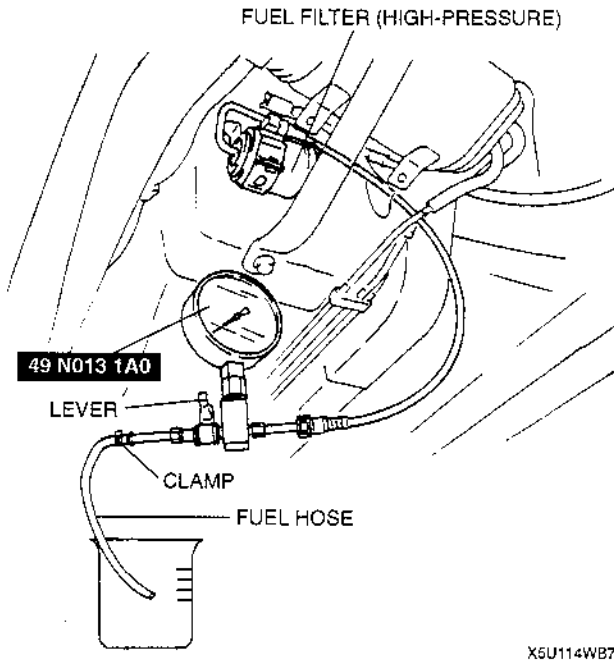 FUEL FILTER (HIGH-PRESSURE)
49 N013 1A0
LEVER
CLAMP
FUEL HOSE
X5U114WB7